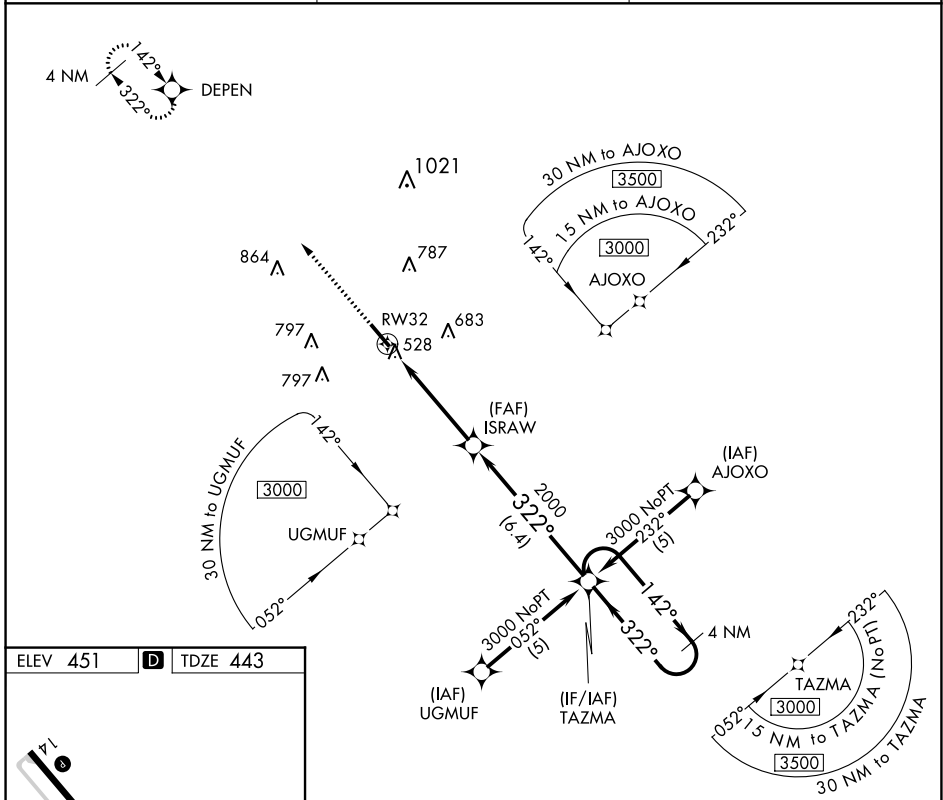 4 NM
142°
322°
DEPEN
1021
864
787
RW32
683
797
528
797
30 NM to AJOXO
3500
15 NM to AJOXO
3000
142°
232°
AJOXO
(FAF)
ISRAW
30 NM to UGMUF
142°
3000
UGMUF
052°
2000
322°
(6.4)
(IAF)
AJOXO
3000 NoPT
232°
(5)
3000 NoPT
052°
(5)
142°
322°
4 NM
(IAF)
UGMUF
(IF/IAF)
TAZMA
232°
TAZMA
052°
3000
15 NM to TAZMA (NoPT)
3500
30 NM to TAZMA
ELEV 451
D
TDZE 443
14
P